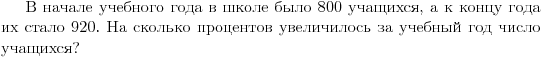 В начале учебного года в школе было 800 учащихся, а к концу года
их стало 920. На сколько процентов увеличилось за учебный год число
учащихся?